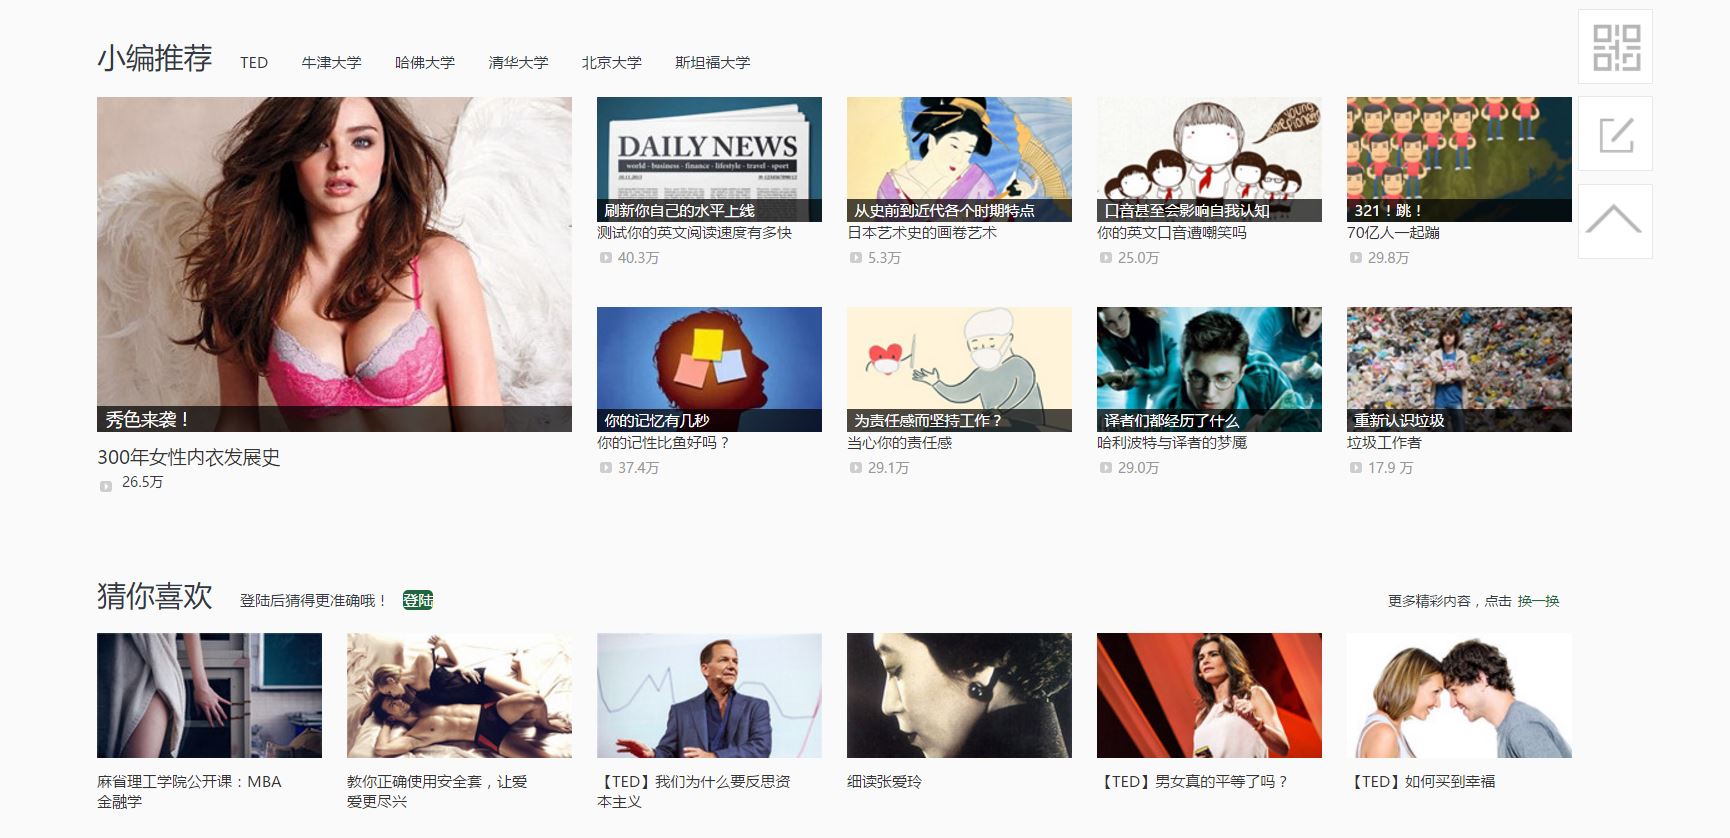 小编推荐 TED 牛津大学 哈佛大学 清华大学 北京大学 斯坦福大学
秀色来袭！
300年女性内衣发展史
26.5万
DAILY NEWS
world - business - finance - lifestyle - travel - sport
刷新你自己的水平上线
测试你的英文阅读速度有多快
40.3万
从史前到近代各个时期特点
日本艺术史的画卷艺术
5.3万
young
pioneer
口音甚至会影响自我认知
你的英文口音遭嘲笑吗
25.0万
321！跳！
70亿人一起蹦
29.8万
你的记忆有几秒
你的记性比鱼好吗？
37.4万
为责任感而坚持工作？
当心你的责任感
29.1万
译者们都经历了什么
哈利波特与译者的梦魇
29.0万
重新认识垃圾
垃圾工作者
17.9 万
猜你喜欢 登陆后猜得更准确哦！ 登陆 更多精彩内容，点击 换一换
麻省理工学院公开课：MBA
金融学
教你正确使用安全套，让爱
爱更尽兴
【TED】我们为什么要反思资
本主义
细读张爱玲
【TED】男女真的平等了吗？
【TED】如何买到幸福